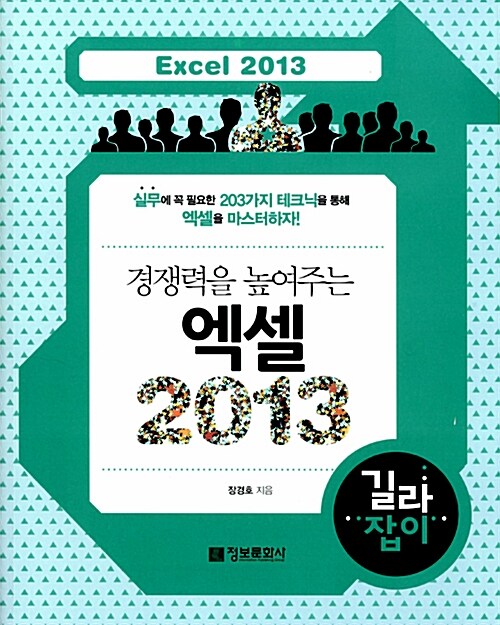 Excel 2013
실무에 꼭 필요한 203가지 테크닉을 통해
엑셀을 마스터하자!
경쟁력을 높여주는
엑셀
2013
장경호 지음
길라
잡이
정보문화사